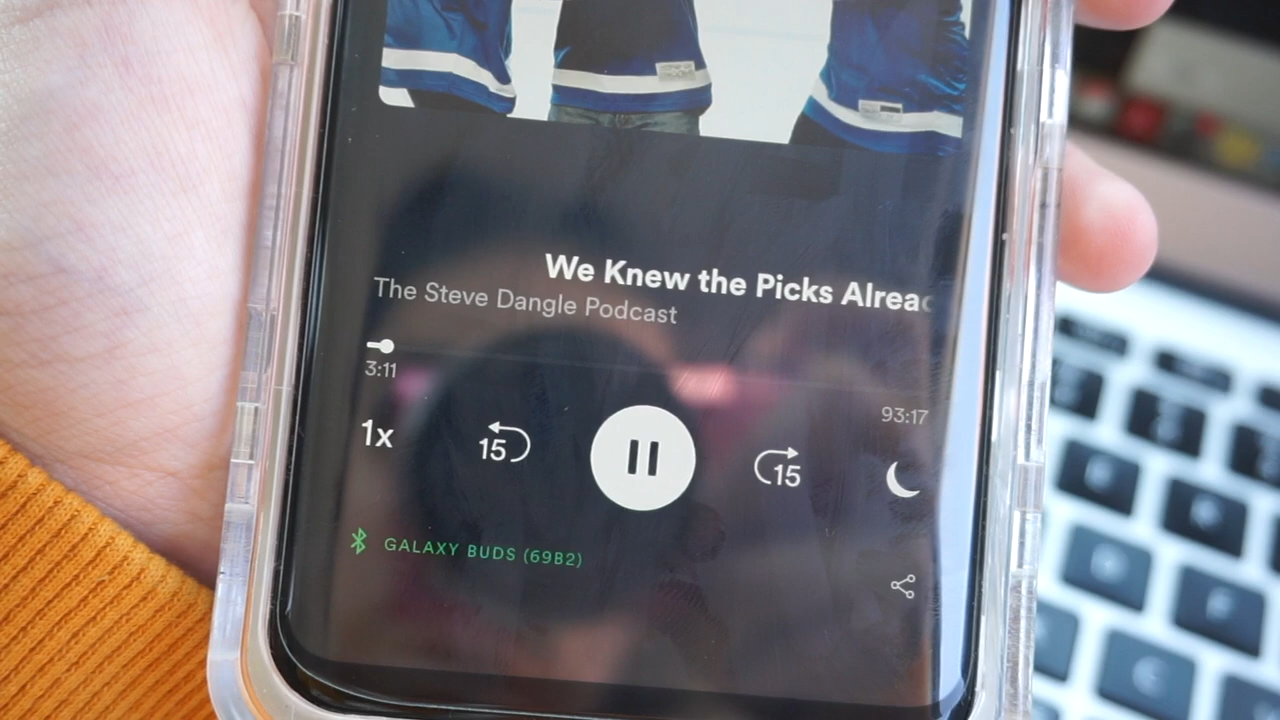 We Knew the Picks Alrea
The Steve Dangle Podcast
3:11
93:17
1x
15
15
GALAXY BUDS (69B2)